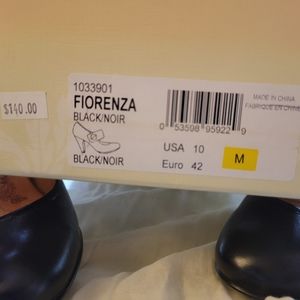 $140.00
1033901
FIORENZA
BLACK/NOIR
BLACK/NOIR
MADE IN CHINA
FABRIQUE EN CHINE
0 53598 95922 9
USA 10
Euro 42
M